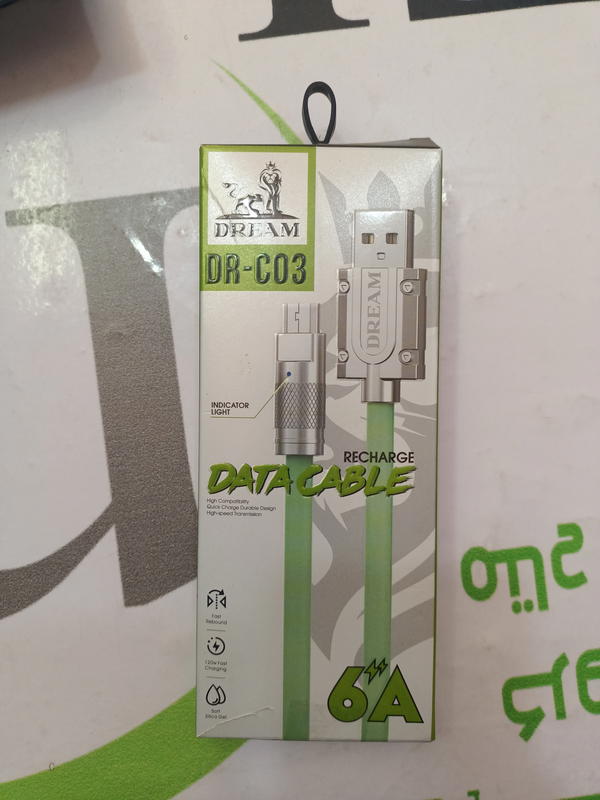 DREAM
DR-C03
DREAM
INDICATOR
LIGHT
RECHARGE
DATA CABLE
High Compatibility
Quick Charge Durable Design
High-speed Transmission
Fast
Rebound
120w Fast
Charging
Soft
Silica Gel
6A